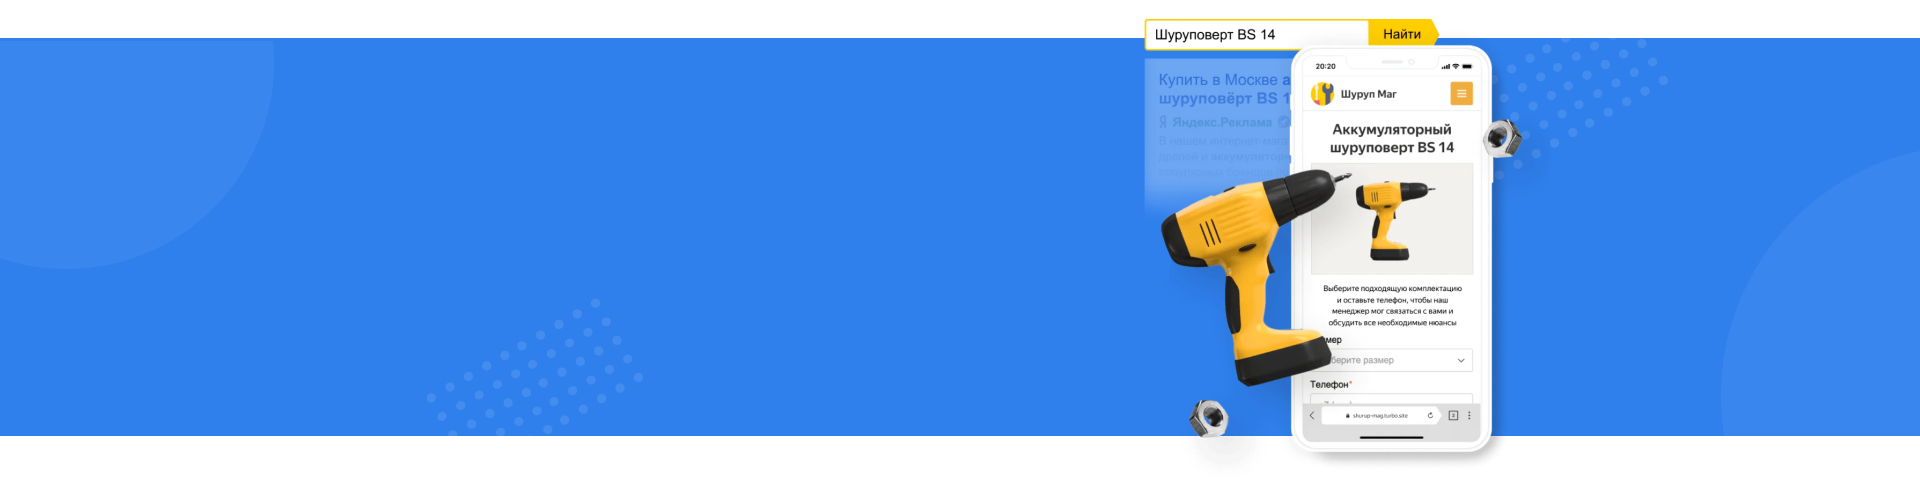 Шуруповерт BS 14
Найти
Купить в Москве а
шуруповёрт BS 1
Яндекс.Реклама
В нашем интернет-мага
дрели и аккумуляторн
20:20
Шуруп Маг
Аккумуляторный
шуруповерт BS 14
Выберите подходящую комплектацию
и оставьте телефон, чтобы наш
менеджер мог связаться с вами и
обсудить все необходимые нюансы
мер
берите размер
Телефон*
shurup-mag.turbo.site